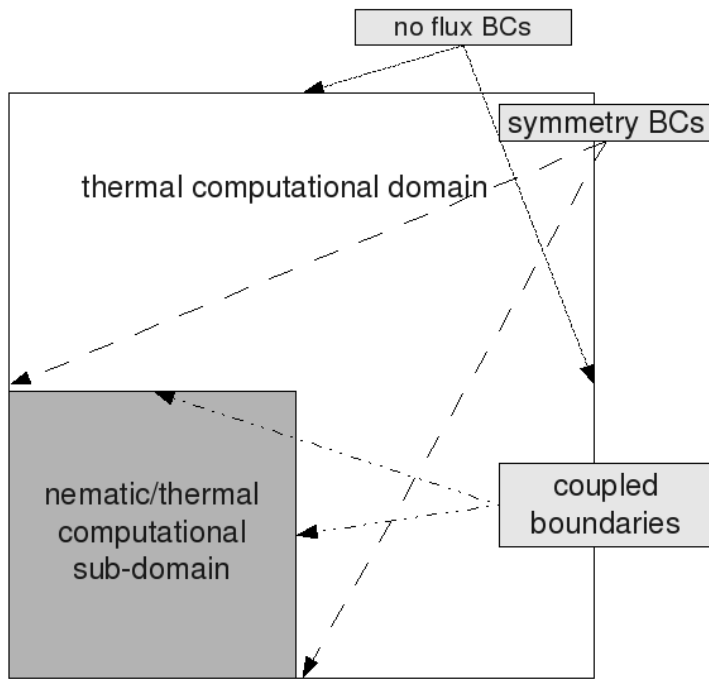 no flux BCs
symmetry BCs
thermal computational domain
nematic/thermal
computational
sub-domain
coupled
boundaries